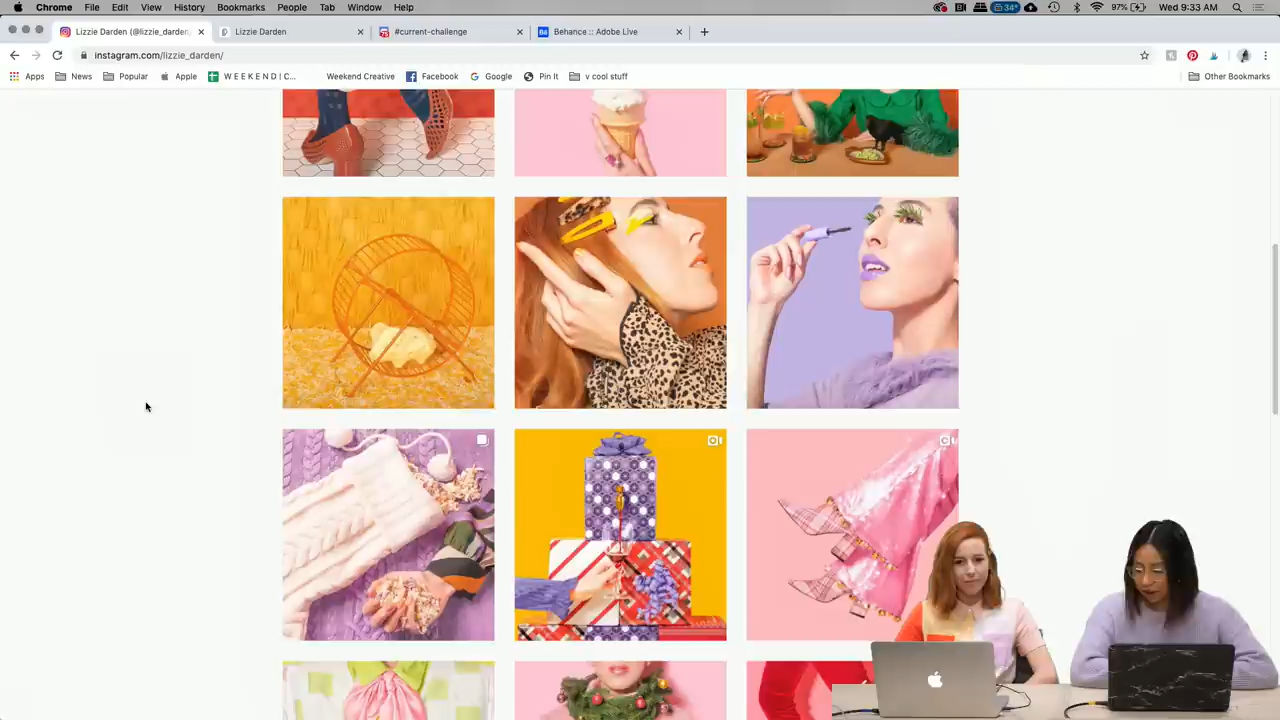 Chrome File Edit View History Bookmarks People Tab Window Help 34° 97% Wed 9:33 AM
Lizzie Darden (@lizzie_darden Lizzie Darden #current-challenge Behance :: Adobe Live
instagram.com/lizzie_darden/
Apps News Popular Apple W E E K E N D | C... Weekend Creative Facebook Google Pin It v cool stuff Other Bookmarks